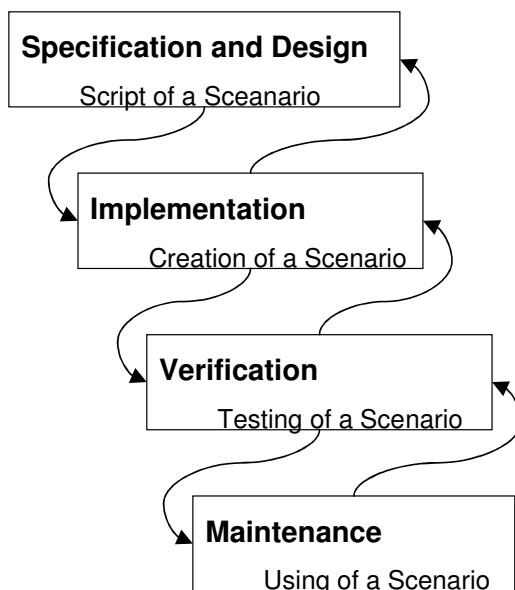 Specification and Design
Script of a Sceanario
Implementation
Creation of a Scenario
Verification
Testing of a Scenario
Maintenance
Using of a Scenario